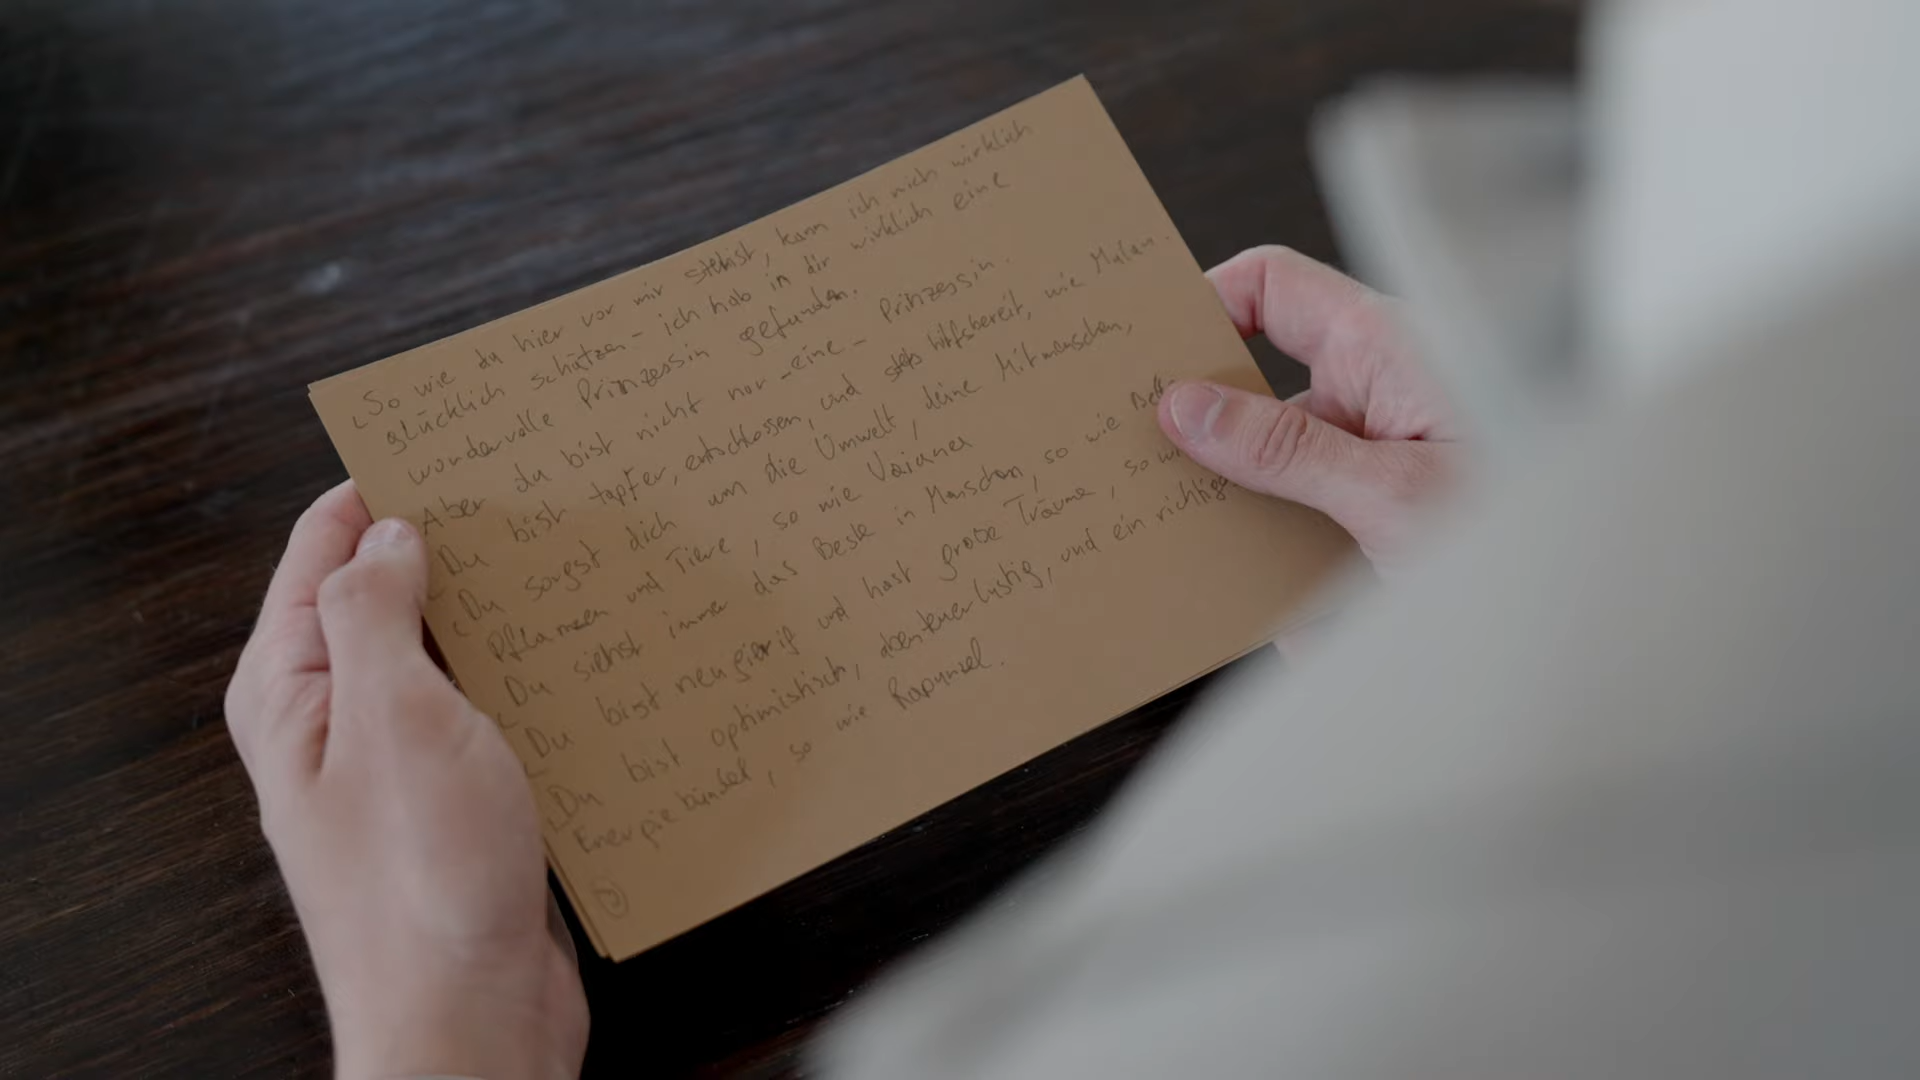 So wie du hier vor mir stehst, kann ich mich wirklich
glücklich schätzen - ich hab in dir wirklich eine
wundervolle Prinzessin gefunden.
Aber du bist nicht nur - eine - Prinzessin.
Du bist tapfer, entschlossen, und stets hilfsbereit, wie Mulan.
Du sorgst dich um die Umwelt, deine Mitmenschen,
Pflanzen und Tiere, so wie Vaiana
Du siehst immer das Beste in Menschen, so wie
Du bist neugierig und hast große Träume, so
Du bist optimistisch, abenteuerlustig, und ein richtiges
Energiebündel, so wie Rapunzel.